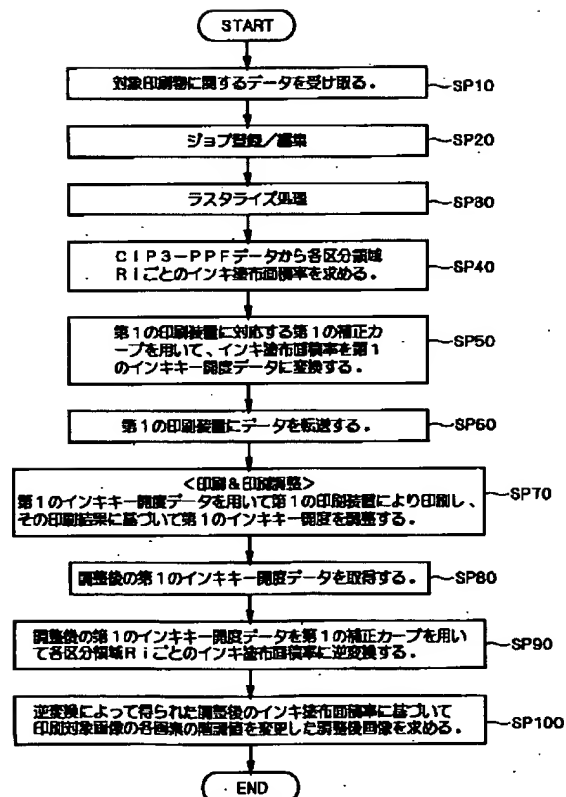 START
対象印刷物に関するデータを受け取る。
SP10
ジョブ登録／編集
SP20
ラスタライズ処理
SP30
CIP3-PPFデータから各区分領域
Riごとのインキ塗布面積率を求める。
SP40
第1の印刷装置に対応する第1の補正カ
ーブを用いて、インキ塗布面積率を第1
のインキキー開度データに変換する。
SP50
第1の印刷装置にデータを転送する。
SP60
<印刷&印刷調整>
第1のインキキー開度データを用いて第1の印刷装置により印刷し、
その印刷結果に基づいて第1のインキキー開度を調整する。
SP70
調整後の第1のインキキー開度データを取得する。
SP80
調整後の第1のインキキー開度データを第1の補正カーブを用い
て各区分領域Riごとのインキ塗布面積率に逆変換する。
SP90
逆変換によって得られた調整後のインキ塗布面積率に基づいて
印刷対象画像の各画素の階調値を変更した調整後画像を求める。
SP100
END